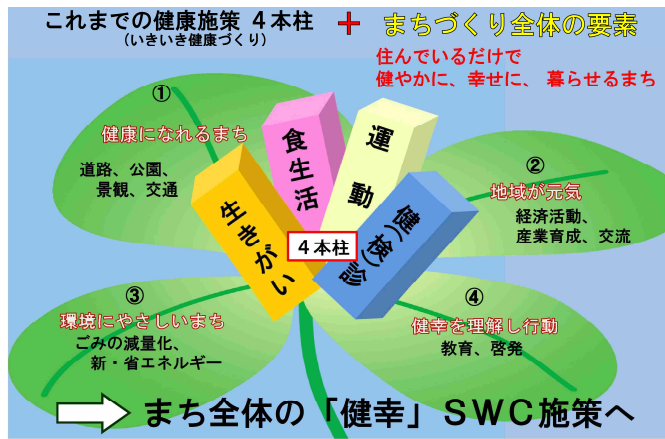 これまでの健康施策 4本柱 + まちづくり全体の要素
(いきいき健康づくり)
住んでいるだけで
健やかに、幸せに、 暮らせるまち
①
健康になれるまち
道路、公園、
景観、交通
生きがい
食生活
運動
健(検)診
4本柱
②
地域が元気
経済活動、
産業育成、交流
③
環境にやさしいまち
ごみの減量化、
新・省エネルギー
④
健幸を理解し行動
教育、啓発
まち全体の「健幸」SWC施策へ